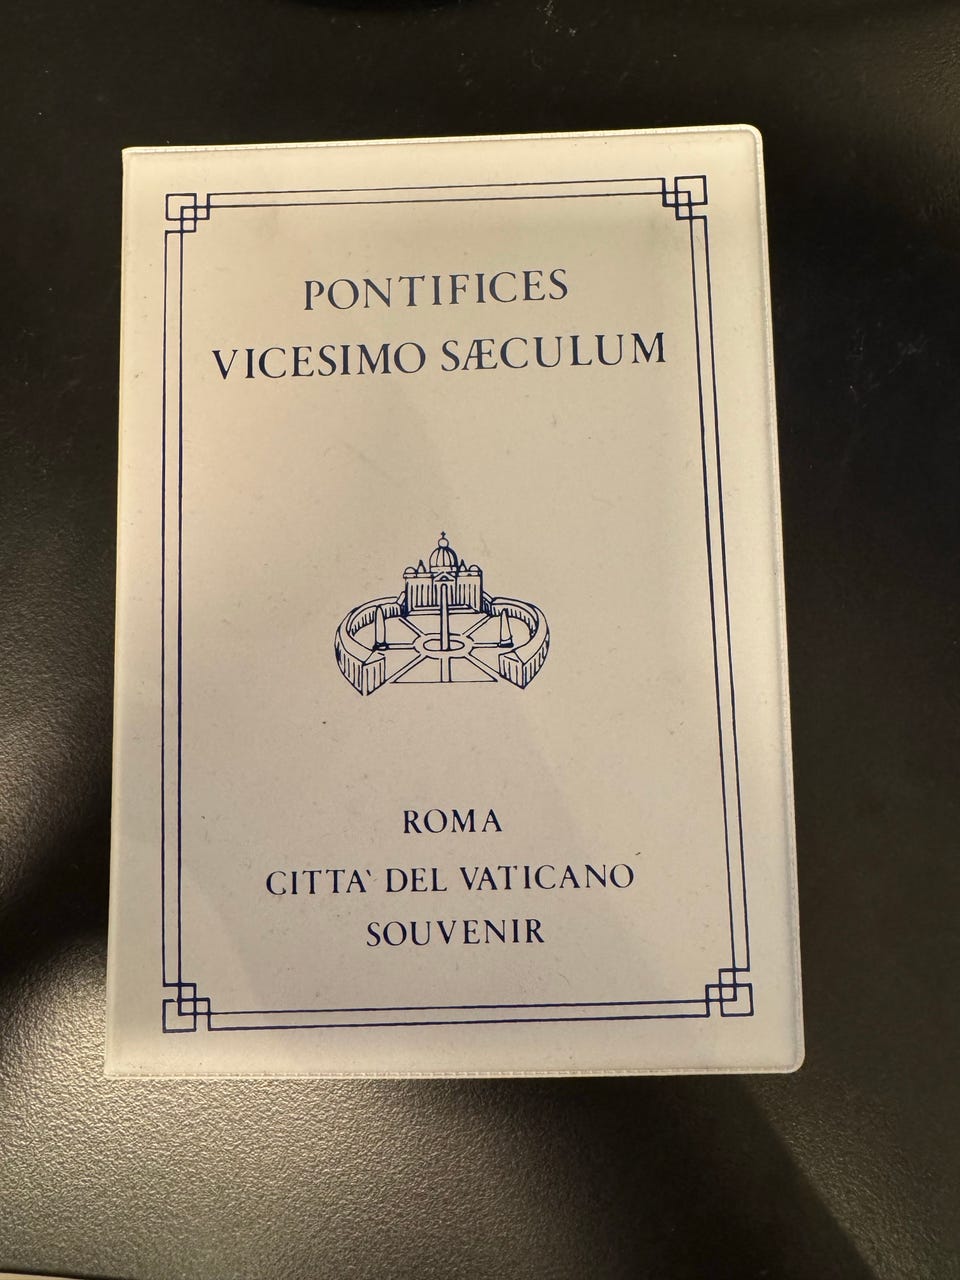 PONTIFICES
VICESIMO SÆCULUM
ROMA
CITTA' DEL VATICANO
SOUVENIR